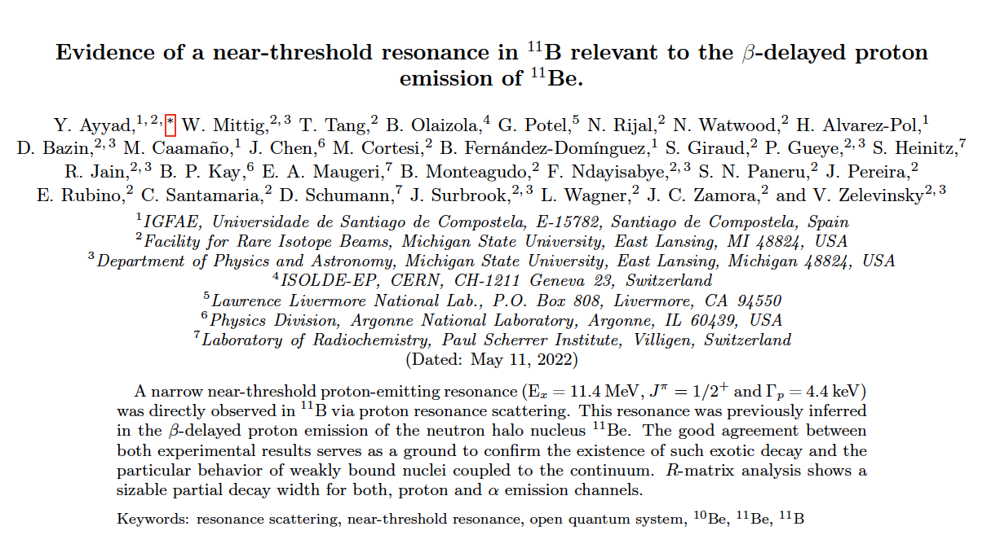 Evidence of a near-threshold resonance in ¹¹B relevant to the β-delayed proton
emission of ¹¹Be.
Y. Ayyad,¹,²,* W. Mittig,²,³ T. Tang,² B. Olaizola,⁴ G. Potel,⁵ N. Rijal,² N. Watwood,² H. Alvarez-Pol,¹
D. Bazin,²,³ M. Caamaño,¹ J. Chen,⁶ M. Cortesi,² B. Fernández-Domínguez,¹ S. Giraud,² P. Gueye,²,³ S. Heinitz,⁷
R. Jain,²,³ B. P. Kay,⁶ E. A. Maugeri,⁷ B. Monteagudo,² F. Ndayisabye,²,³ S. N. Paneru,² J. Pereira,²
E. Rubino,² C. Santamaria,² D. Schumann,⁷ J. Surbrook,²,³ L. Wagner,² J. C. Zamora,² and V. Zelevinsky²,³
¹IGFAE, Universidade de Santiago de Compostela, E-15782, Santiago de Compostela, Spain
²Facility for Rare Isotope Beams, Michigan State University, East Lansing, MI 48824, USA
³Department of Physics and Astronomy, Michigan State University, East Lansing, Michigan 48824, USA
⁴ISOLDE-EP, CERN, CH-1211 Geneva 23, Switzerland
⁵Lawrence Livermore National Lab., P.O. Box 808, Livermore, CA 94550
⁶Physics Division, Argonne National Laboratory, Argonne, IL 60439, USA
⁷Laboratory of Radiochemistry, Paul Scherrer Institute, Villigen, Switzerland
(Dated: May 11, 2022)
A narrow near-threshold proton-emitting resonance (Eₓ = 11.4 MeV, Jᵖⁱ = 1/2⁺ and Γₚ = 4.4 keV)
was directly observed in ¹¹B via proton resonance scattering. This resonance was previously inferred
in the β-delayed proton emission of the neutron halo nucleus ¹¹Be. The good agreement between
both experimental results serves as a ground to confirm the existence of such exotic decay and the
particular behavior of weakly bound nuclei coupled to the continuum. R-matrix analysis shows a
sizable partial decay width for both, proton and α emission channels.
Keywords: resonance scattering, near-threshold resonance, open quantum system, ¹⁰Be, ¹¹Be, ¹¹B